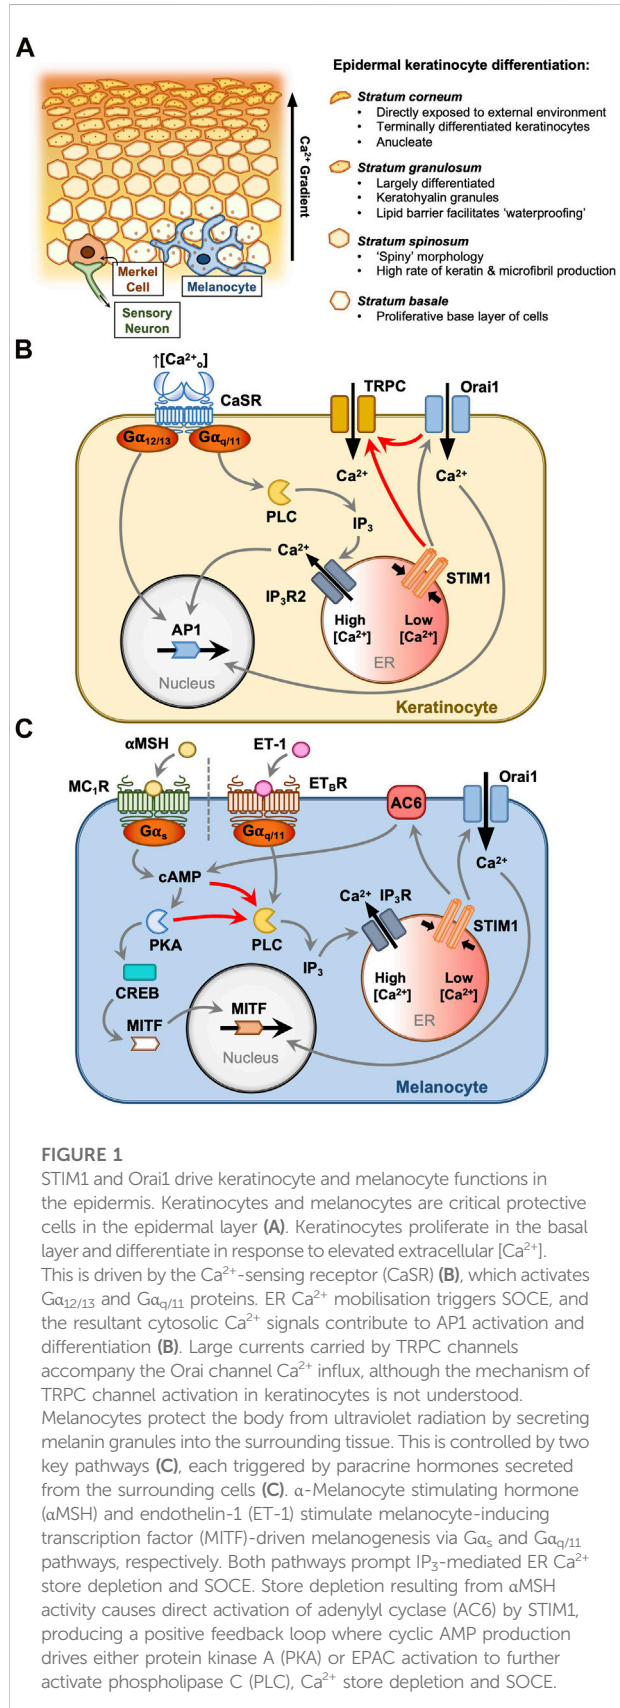 A
Epidermal keratinocyte differentiation:
Stratum corneum
• Directly exposed to external environment
• Terminally differentiated keratinocytes
• Anucleate
Stratum granulosum
• Largely differentiated
• Keratohyalin granules
• Lipid barrier facilitates 'waterproofing'
Stratum spinosum
• 'Spiny' morphology
• High rate of keratin & microfibril production
Stratum basale
• Proliferative base layer of cells
Ca²⁺ Gradient
Merkel
Cell
Melanocyte
Sensory
Neuron
B
↑[Ca²⁺ₒ]
CaSR
TRPC
Orai1
Gα₁₂/₁₃
Gα_q/11
Ca²⁺
Ca²⁺
PLC
IP₃
Ca²⁺
STIM1
IP₃R2
AP1
High
[Ca²⁺]
Low
[Ca²⁺]
ER
Nucleus
Keratinocyte
C
αMSH
ET-1
MC₁R
ET_BR
AC6
Orai1
Gα_s
Gα_q/11
Ca²⁺
cAMP
Ca²⁺
IP₃R
STIM1
PKA
PLC
IP₃
CREB
High
[Ca²⁺]
Low
[Ca²⁺]
ER
MITF
MITF
Nucleus
Melanocyte
FIGURE 1
STIM1 and Orai1 drive keratinocyte and melanocyte functions in
the epidermis. Keratinocytes and melanocytes are critical protective
cells in the epidermal layer (A). Keratinocytes proliferate in the basal
layer and differentiate in response to elevated extracellular [Ca²⁺].
This is driven by the Ca²⁺-sensing receptor (CaSR) (B), which activates
Gα₁₂/₁₃ and Gα_q/11 proteins. ER Ca²⁺ mobilisation triggers SOCE, and
the resultant cytosolic Ca²⁺ signals contribute to AP1 activation and
differentiation (B). Large currents carried by TRPC channels
accompany the Orai channel Ca²⁺ influx, although the mechanism of
TRPC channel activation in keratinocytes is not understood.
Melanocytes protect the body from ultraviolet radiation by secreting
melanin granules into the surrounding tissue. This is controlled by two
key pathways (C), each triggered by paracrine hormones secreted
from the surrounding cells (C). α-Melanocyte stimulating hormone
(αMSH) and endothelin-1 (ET-1) stimulate melanocyte-inducing
transcription factor (MITF)-driven melanogenesis via Gα_s and Gα_q/11
pathways, respectively. Both pathways prompt IP₃-mediated ER Ca²⁺
store depletion and SOCE. Store depletion resulting from αMSH
activity causes direct activation of adenylyl cyclase (AC6) by STIM1,
producing a positive feedback loop where cyclic AMP production
drives either protein kinase A (PKA) or EPAC activation to further
activate phospholipase C (PLC), Ca²⁺ store depletion and SOCE.